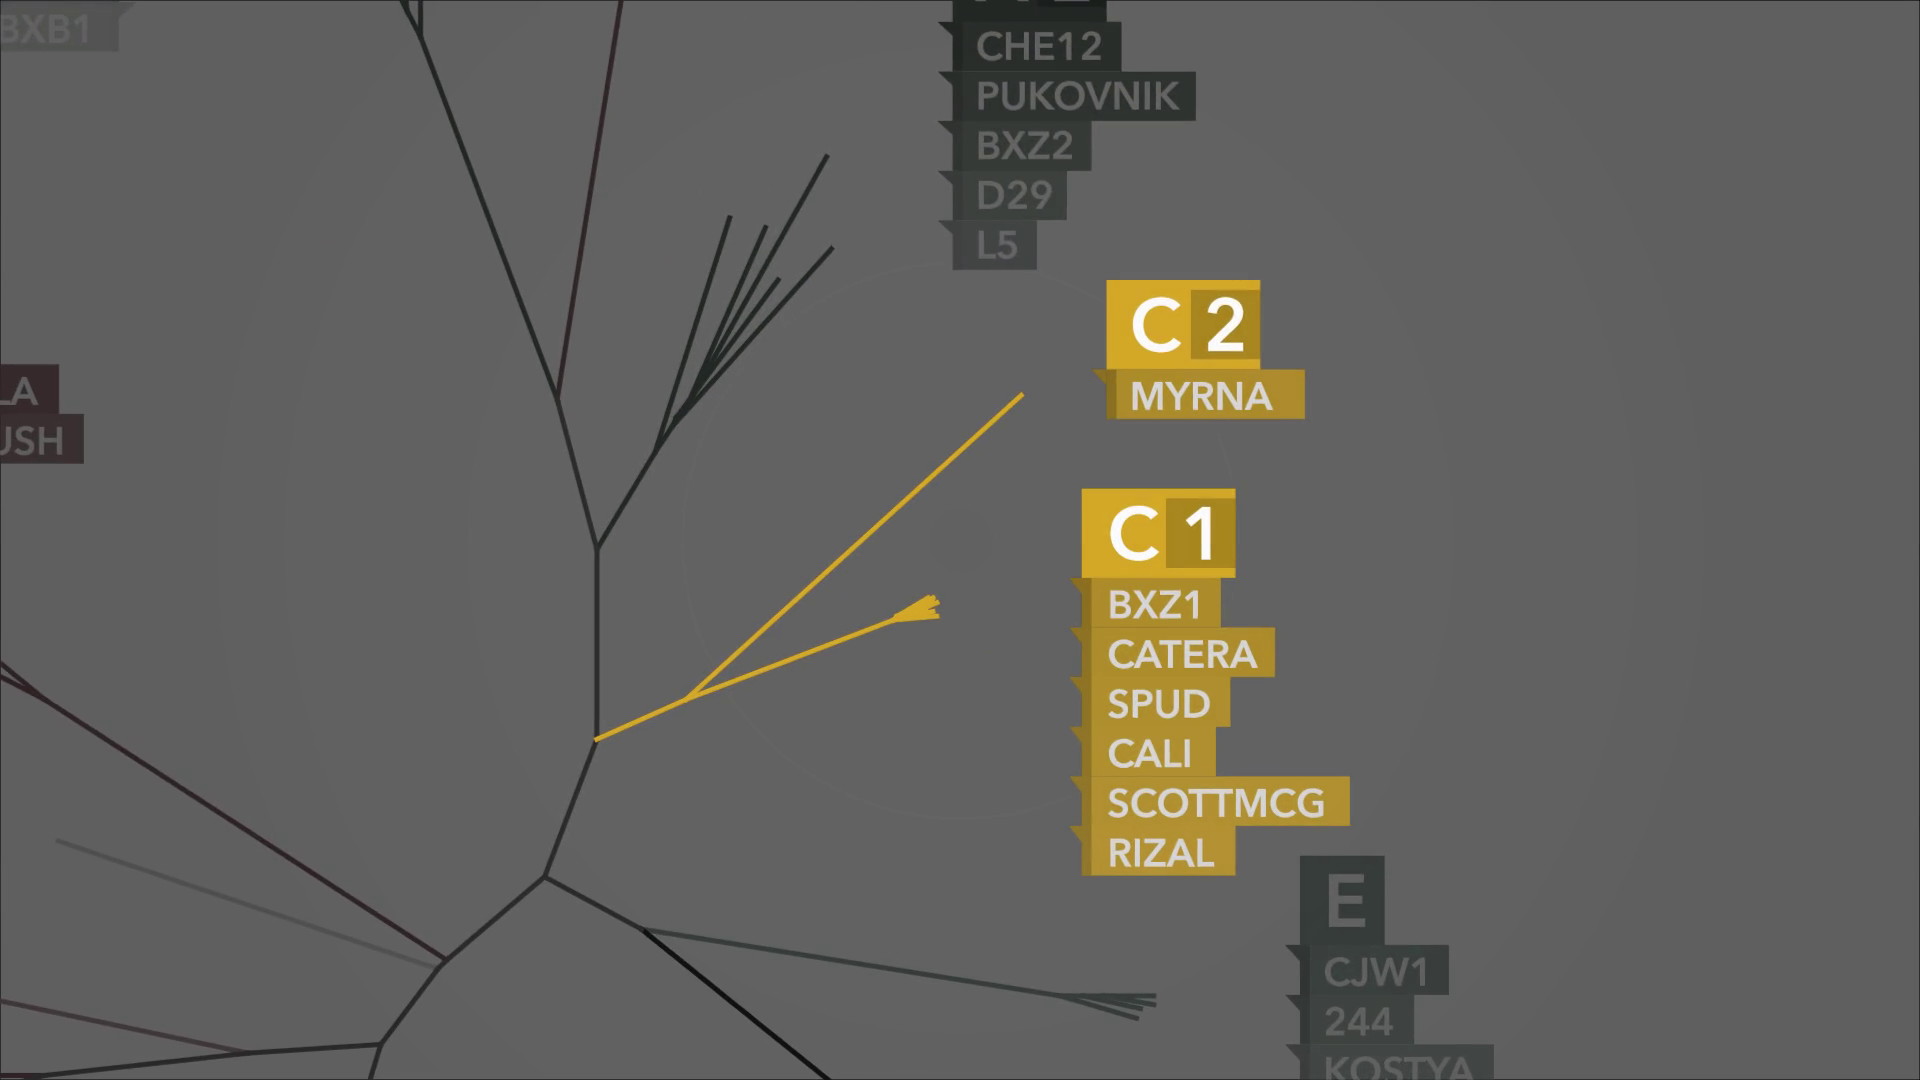 BXB1
CHE12
PUKOVNIK
BXZ2
D29
L5
C 2
MYRNA
LA
USH
C 1
BXZ1
CATERA
SPUD
CALI
SCOTTMCG
RIZAL
E
CJW1
244
KOSTYA